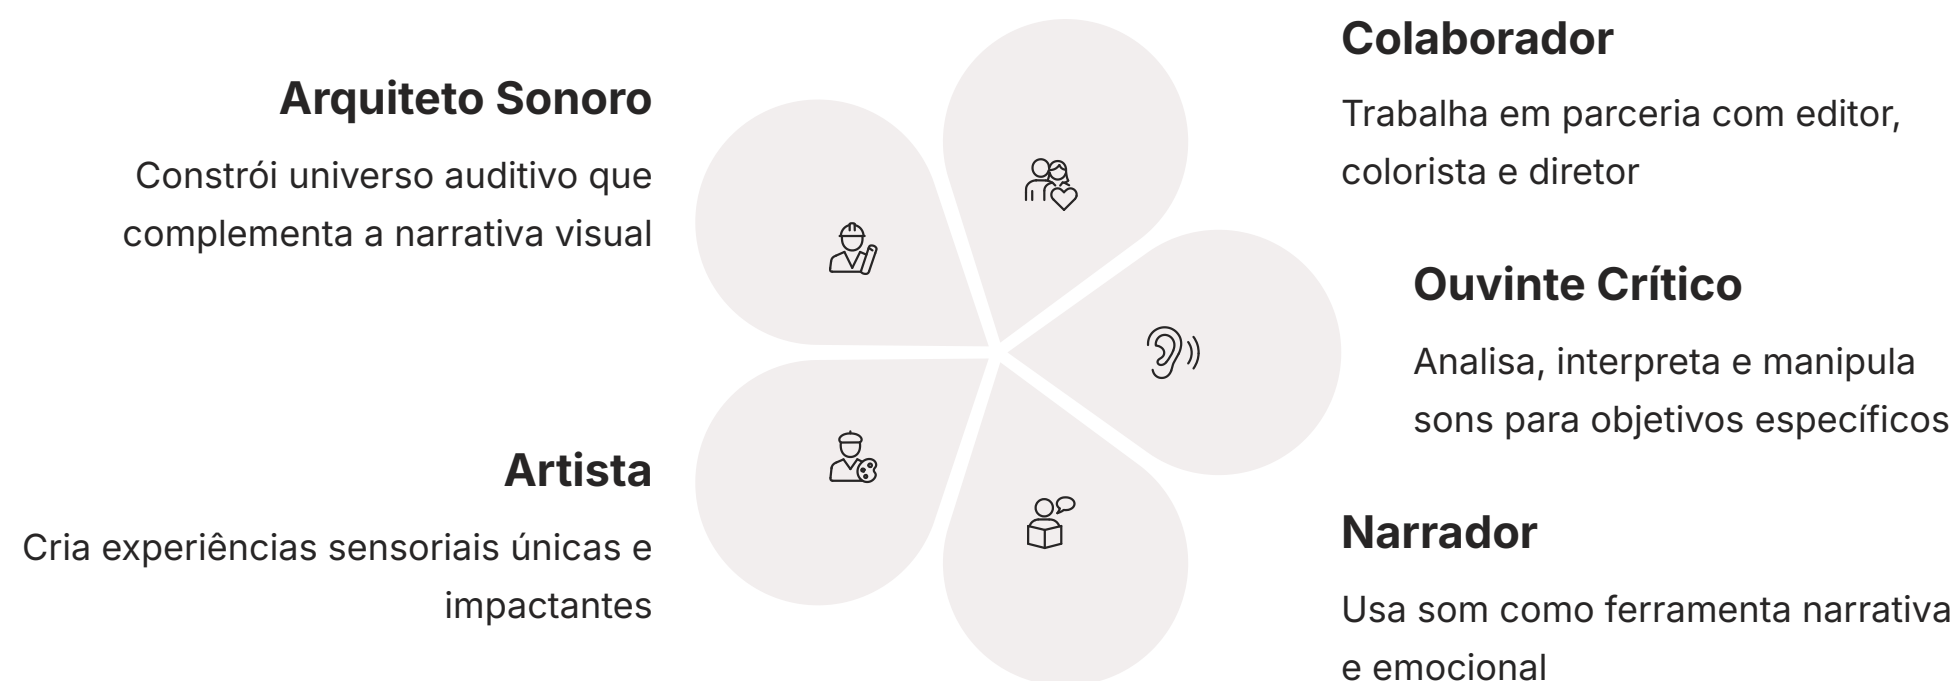 Arquiteto Sonoro
Constrói universo auditivo que
complementa a narrativa visual
Colaborador
Trabalha em parceria com editor,
colorista e diretor
Ouvinte Crítico
Analisa, interpreta e manipula
sons para objetivos específicos
Narrador
Usa som como ferramenta narrativa
e emocional
Artista
Cria experiências sensoriais únicas e
impactantes